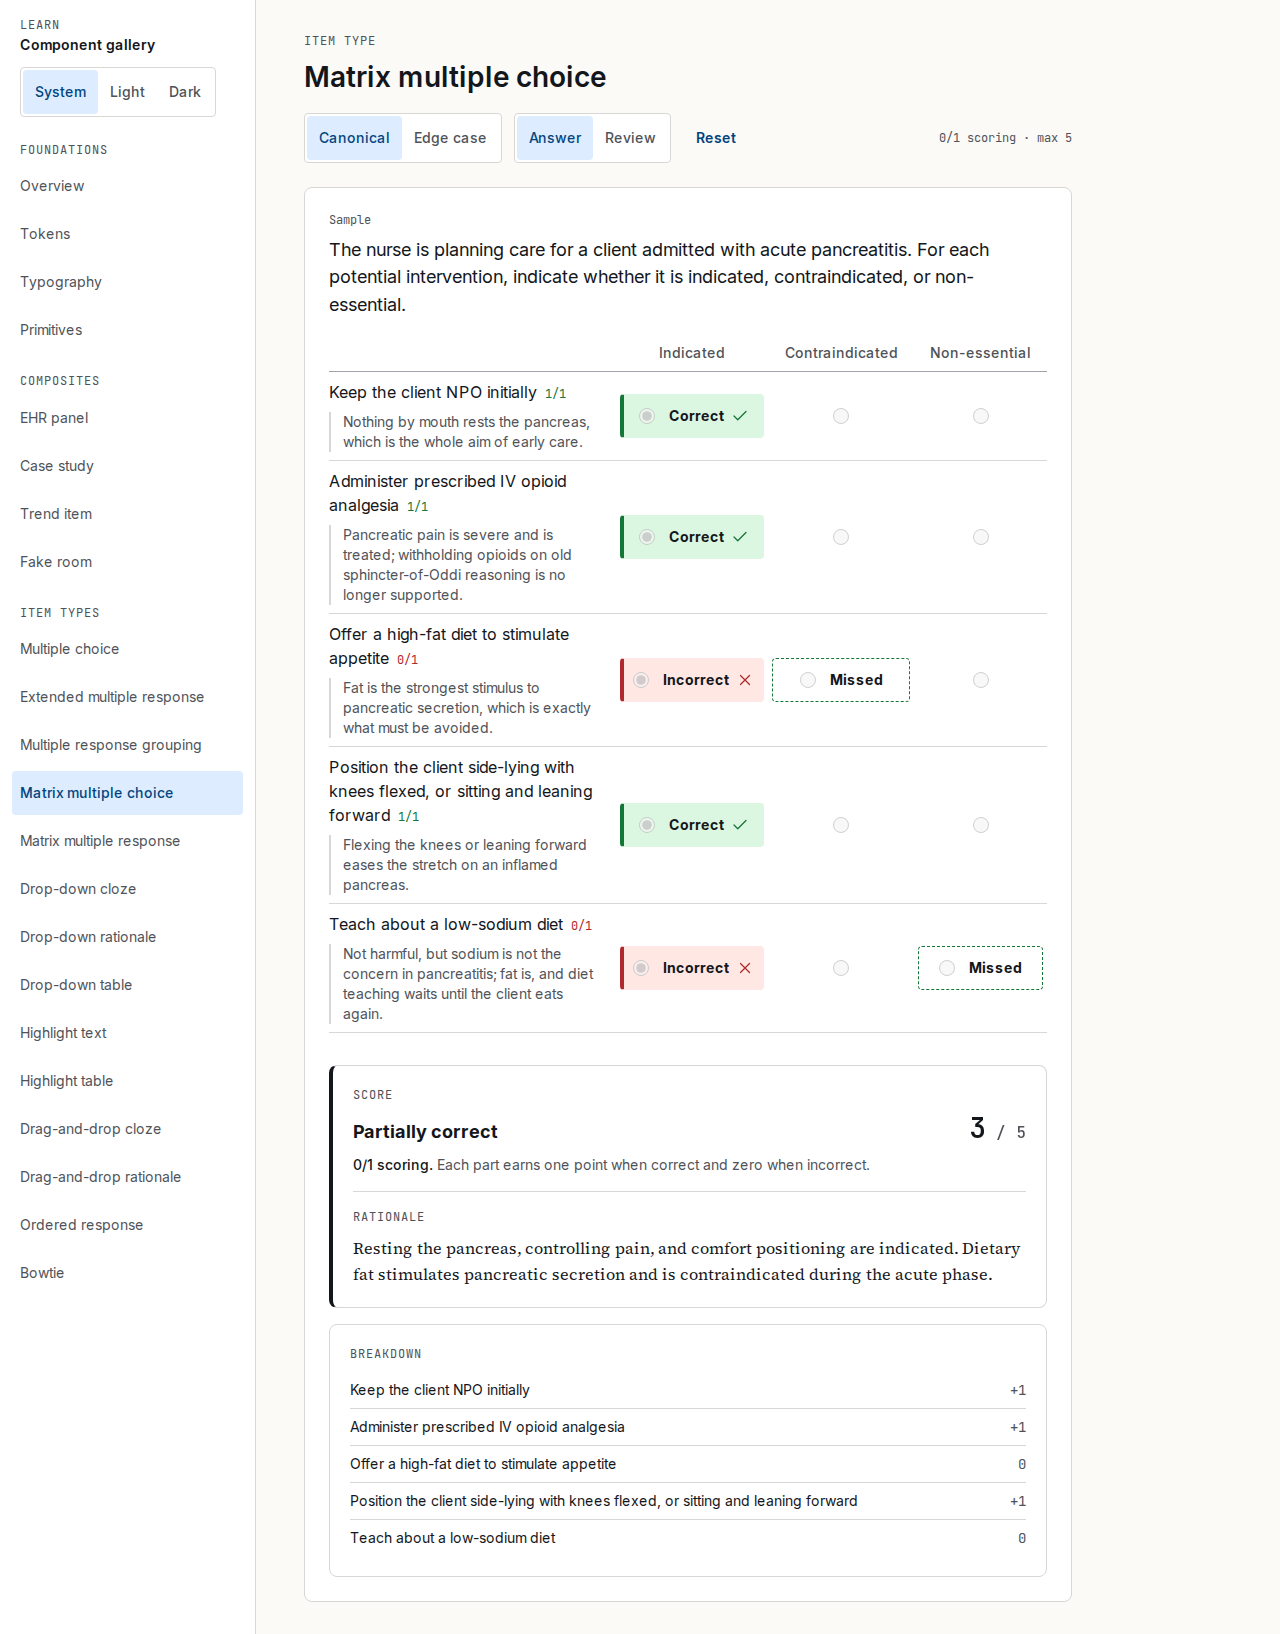 LEARN
Component gallery
System Light Dark
FOUNDATIONS
Overview
Tokens
Typography
Primitives
COMPOSITES
EHR panel
Case study
Trend item
Fake room
ITEM TYPES
Multiple choice
Extended multiple response
Multiple response grouping
Matrix multiple choice
Matrix multiple response
Drop-down cloze
Drop-down rationale
Drop-down table
Highlight text
Highlight table
Drag-and-drop cloze
Drag-and-drop rationale
Ordered response
Bowtie
ITEM TYPE
Matrix multiple choice
Canonical Edge case Answer Review Reset 0/1 scoring · max 5
Sample
The nurse is planning care for a client admitted with acute pancreatitis. For each
potential intervention, indicate whether it is indicated, contraindicated, or non-
essential.
Indicated Contraindicated Non-essential
Keep the client NPO initially 1/1
Nothing by mouth rests the pancreas,
which is the whole aim of early care.
Correct
Administer prescribed IV opioid
analgesia 1/1
Pancreatic pain is severe and is
treated; withholding opioids on old
sphincter-of-Oddi reasoning is no
longer supported.
Correct
Offer a high-fat diet to stimulate
appetite 0/1
Fat is the strongest stimulus to
pancreatic secretion, which is exactly
what must be avoided.
Incorrect Missed
Position the client side-lying with
knees flexed, or sitting and leaning
forward 1/1
Flexing the knees or leaning forward
eases the stretch on an inflamed
pancreas.
Correct
Teach about a low-sodium diet 0/1
Not harmful, but sodium is not the
concern in pancreatitis; fat is, and diet
teaching waits until the client eats
again.
Incorrect Missed
SCORE
Partially correct 3 / 5
0/1 scoring. Each part earns one point when correct and zero when incorrect.
RATIONALE
Resting the pancreas, controlling pain, and comfort positioning are indicated. Dietary
fat stimulates pancreatic secretion and is contraindicated during the acute phase.
BREAKDOWN
Keep the client NPO initially +1
Administer prescribed IV opioid analgesia +1
Offer a high-fat diet to stimulate appetite 0
Position the client side-lying with knees flexed, or sitting and leaning forward +1
Teach about a low-sodium diet 0